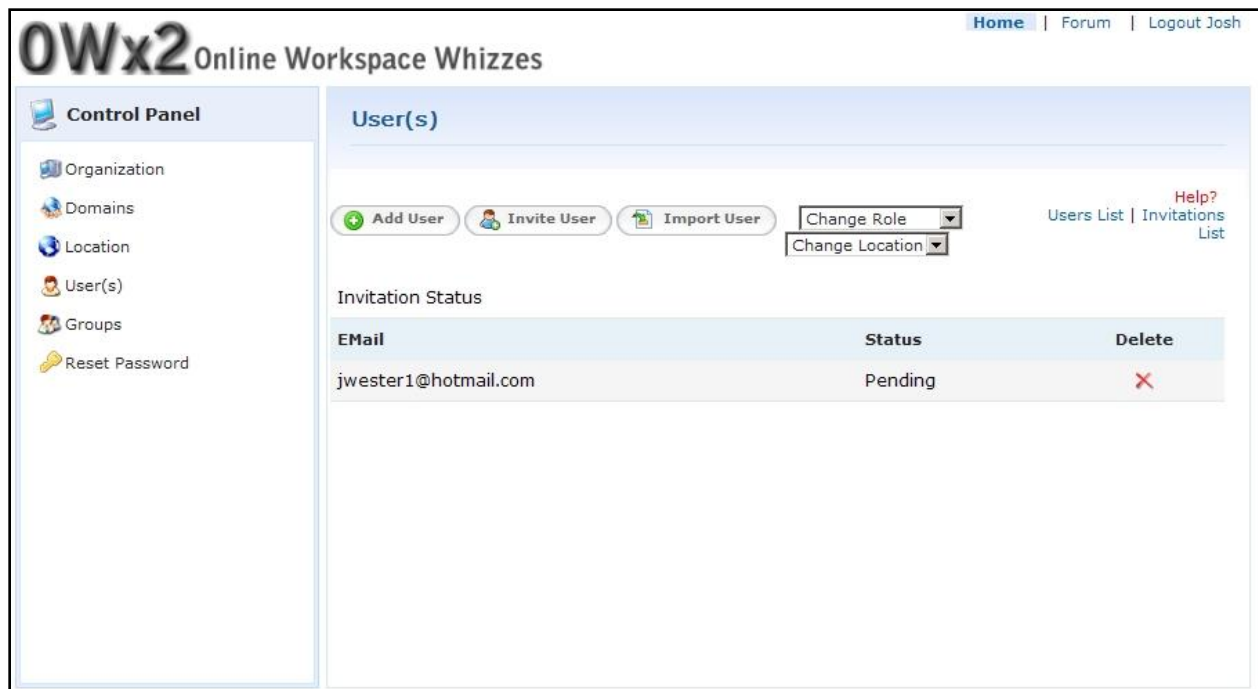 Home | Forum | Logout Josh
0Wx2 Online Workspace Whizzes
Control Panel
Organization
Domains
Location
User(s)
Groups
Reset Password
User(s)
Add User
Invite User
Import User
Change Role
Change Location
Help?
Users List | Invitations
List
Invitation Status
EMail Status Delete
jwester1@hotmail.com Pending